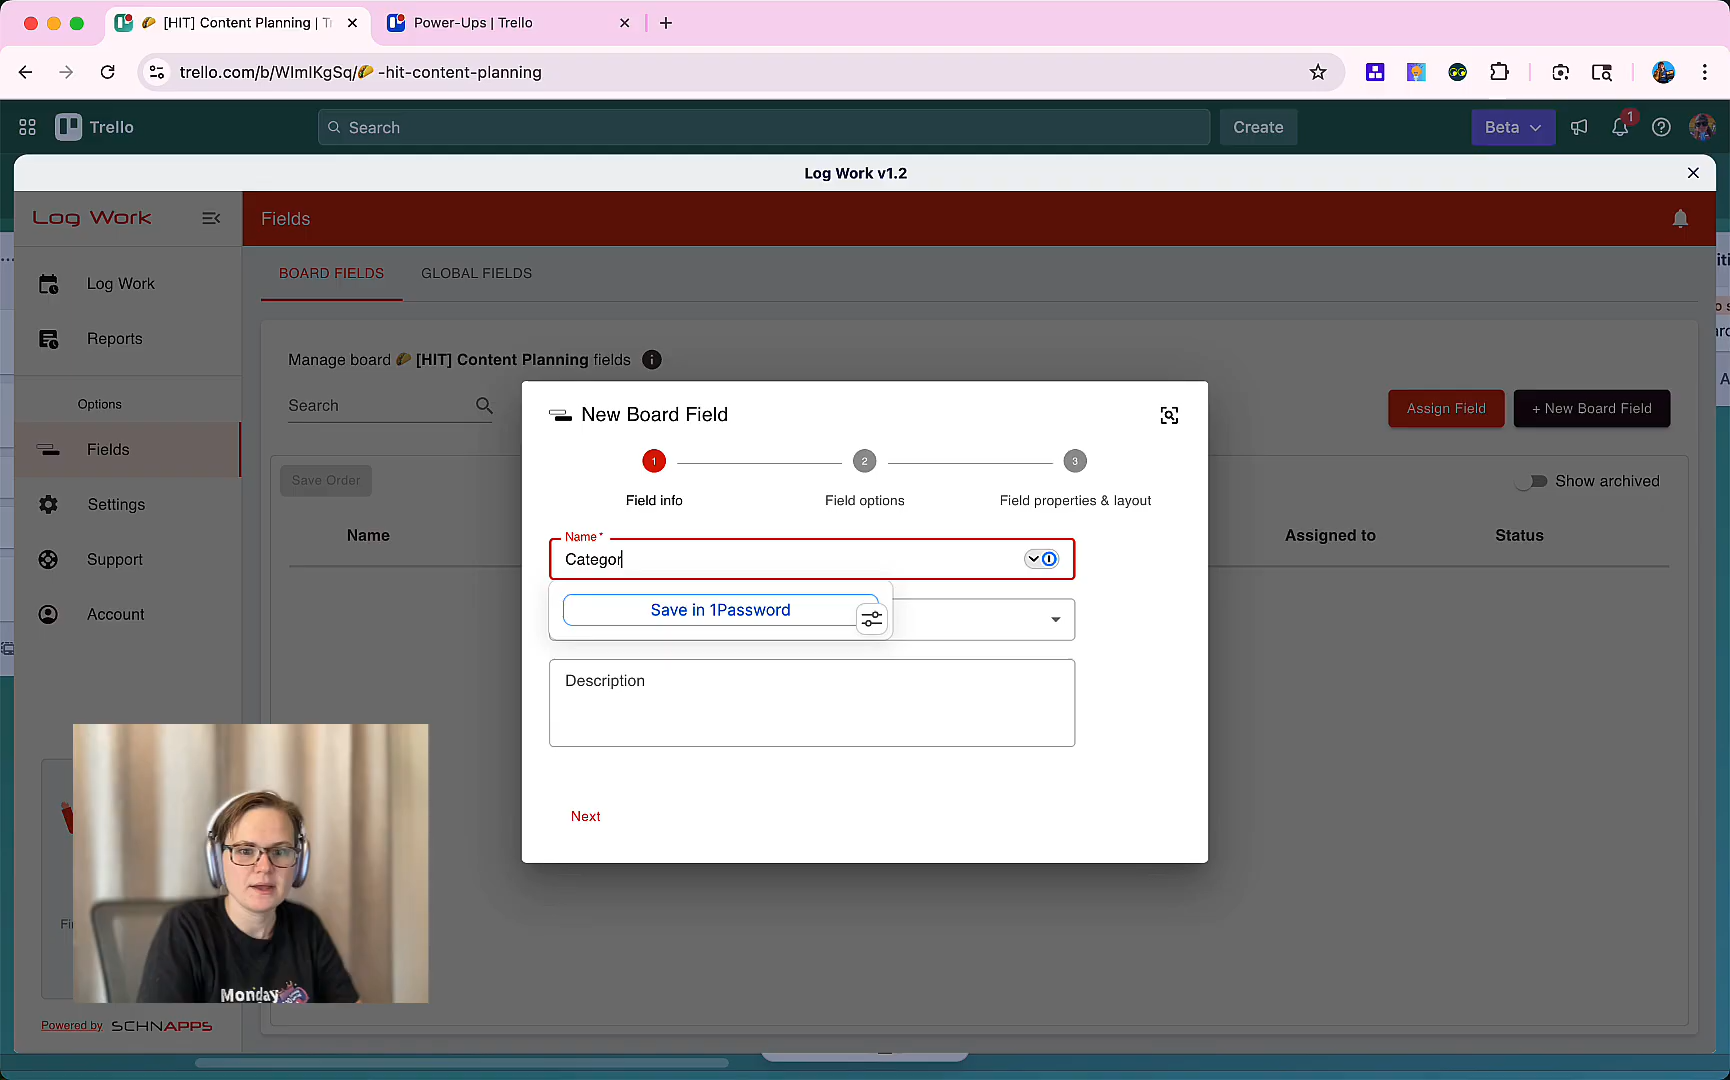 [HIT] Content Planning | Tr
Power-Ups | Trello
trello.com/b/WImIKgSq/🌮 -hit-content-planning
Trello
Search
Create
Beta
1
Log Work v1.2
Log Work
Fields
BOARD FIELDS
GLOBAL FIELDS
Log Work
Reports
Options
Fields
Settings
Support
Account
Manage board 🌮 [HIT] Content Planning fields
Search
Assign Field
+ New Board Field
Save Order
Show archived
Name
Assigned to
Status
New Board Field
1
2
3
Field info
Field options
Field properties & layout
Name *
Categor
Save in 1Password
Description
Next
Monday
Powered by SCHNAPPS